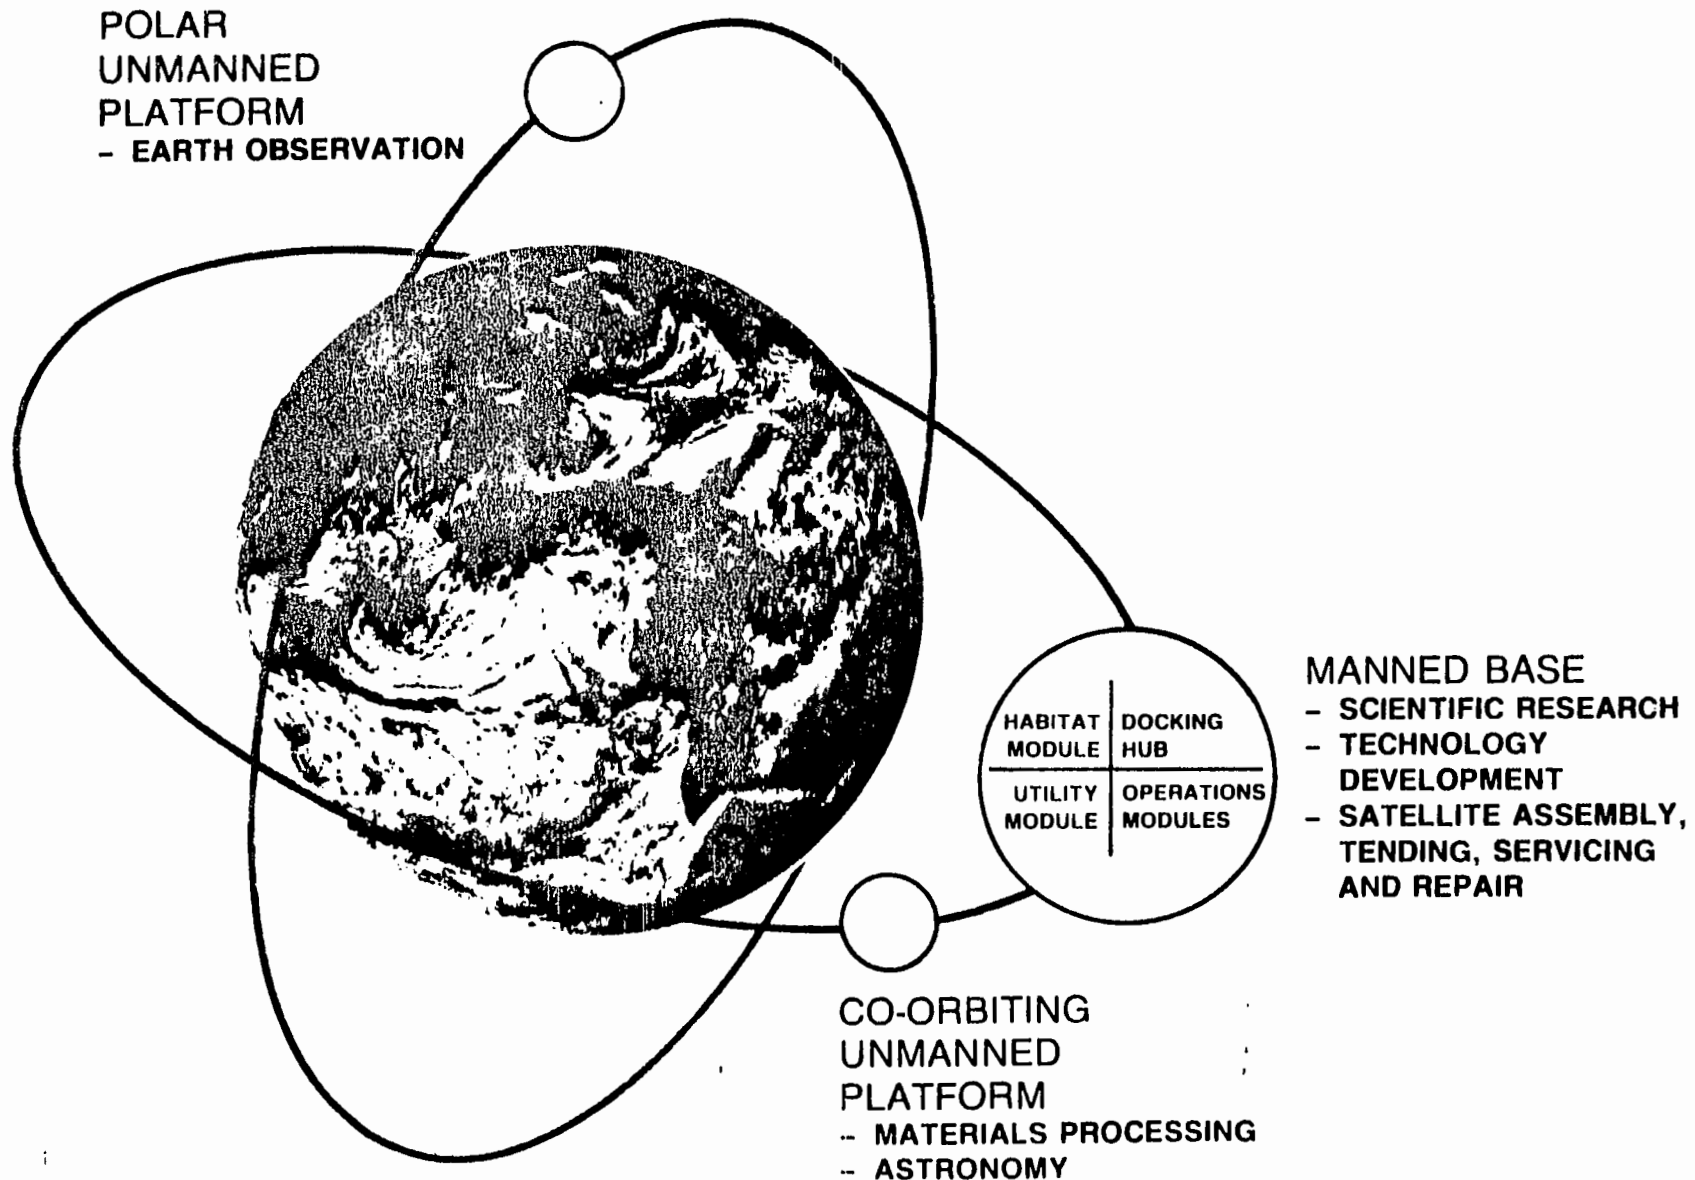 POLAR
UNMANNED
PLATFORM
- EARTH OBSERVATION
HABITAT
MODULE
DOCKING
HUB
UTILITY
MODULE
OPERATIONS
MODULES
MANNED BASE
- SCIENTIFIC RESEARCH
- TECHNOLOGY
DEVELOPMENT
- SATELLITE ASSEMBLY,
TENDING, SERVICING
AND REPAIR
CO-ORBITING
UNMANNED
PLATFORM
- MATERIALS PROCESSING
- ASTRONOMY